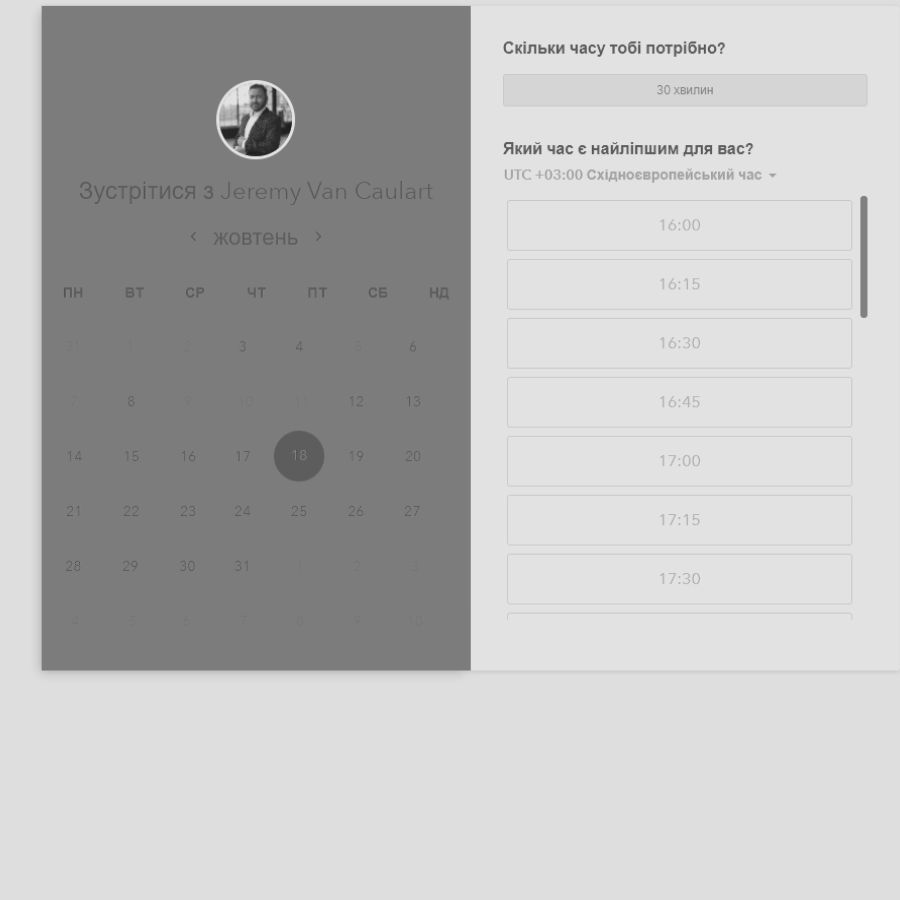 Зустрітися з Jeremy Van Caulart
жовтень
ПН ВТ СР ЧТ ПТ СБ НД
31 1 2 3 4 5 6
7 8 9 10 11 12 13
14 15 16 17 18 19 20
21 22 23 24 25 26 27
28 29 30 31 1 2 3
4 5 6 7 8 9 10
Скільки часу тобі потрібно?
30 хвилин
Який час є найліпшим для вас?
UTC +03:00 Східноєвропейський час
16:00
16:15
16:30
16:45
17:00
17:15
17:30